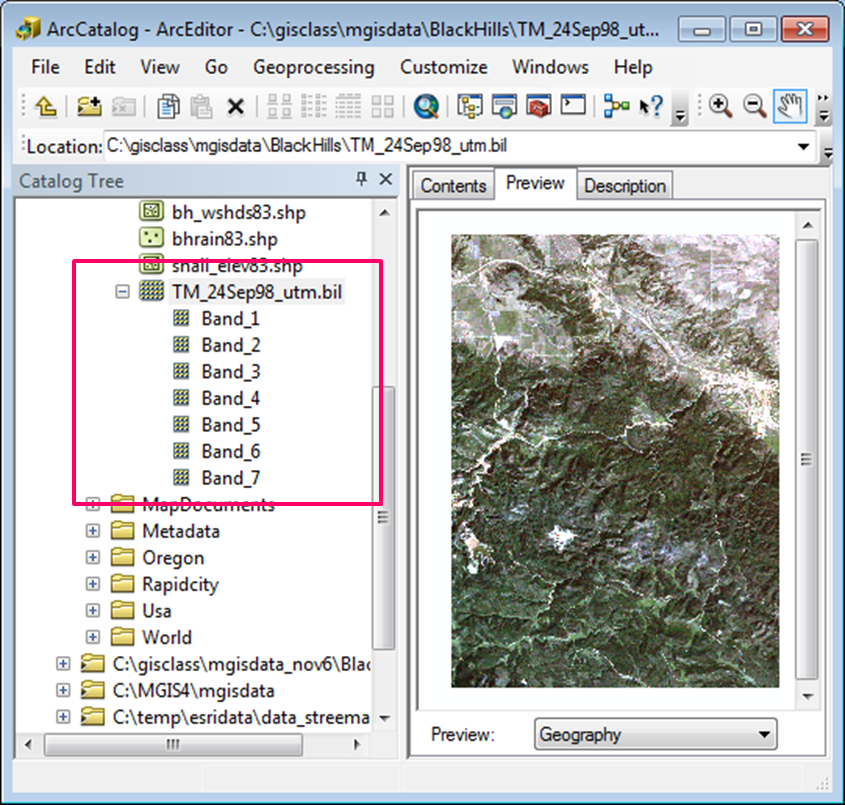 ArcCatalog - ArcEditor - C:\gisclass\mgisdata\BlackHills\TM_24Sep98_ut...
File Edit View Go Geoprocessing Customize Windows Help
Location: C:\gisclass\mgisdata\BlackHills\TM_24Sep98_utm.bil
Catalog Tree
bh_wshds83.shp
bhrain83.shp
snall_elev83.shp
TM_24Sep98_utm.bil
Band_1
Band_2
Band_3
Band_4
Band_5
Band_6
Band_7
MapDocuments
Metadata
Oregon
Rapidcity
Usa
World
C:\gisclass\mgisdata_nov6\Blac
C:\MGIS4\mgisdata
C:\temp\esridata\data_streema
Contents Preview Description
Preview: Geography